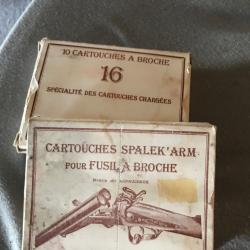 10 CARTOUCHES A BROCHE
16
SPÉCIALITÉ DES CARTOUCHES CHARGÉES
CARTOUCHES SPALEK'ARM
POUR FUSIL A BROCHE